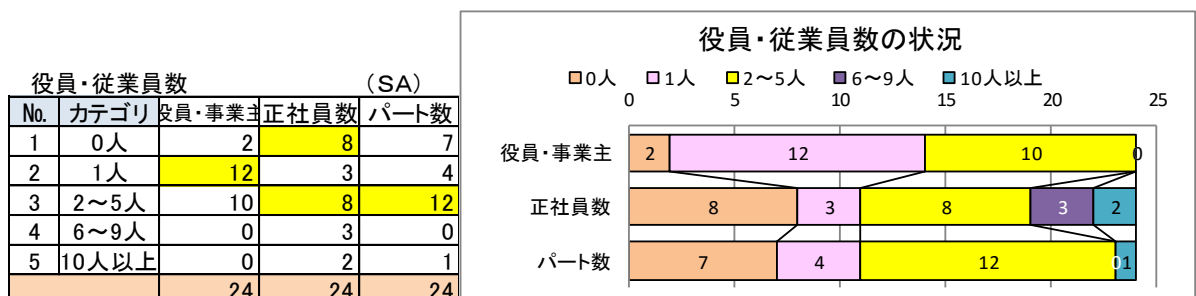 役員・従業員数 （SA）
No. カテゴリ 役員・事業主 正社員数 パート数
1 0人 2 8 7
2 1人 12 3 4
3 2～5人 10 8 12
4 6～9人 0 3 0
5 10人以上 0 2 1
24 24 24
役員・従業員数の状況
0人 1人 2～5人 6～9人 10人以上
0 5 10 15 20 25
役員・事業主 2 12 10 0
正社員数 8 3 8 3 2
パート数 7 4 12 0 1